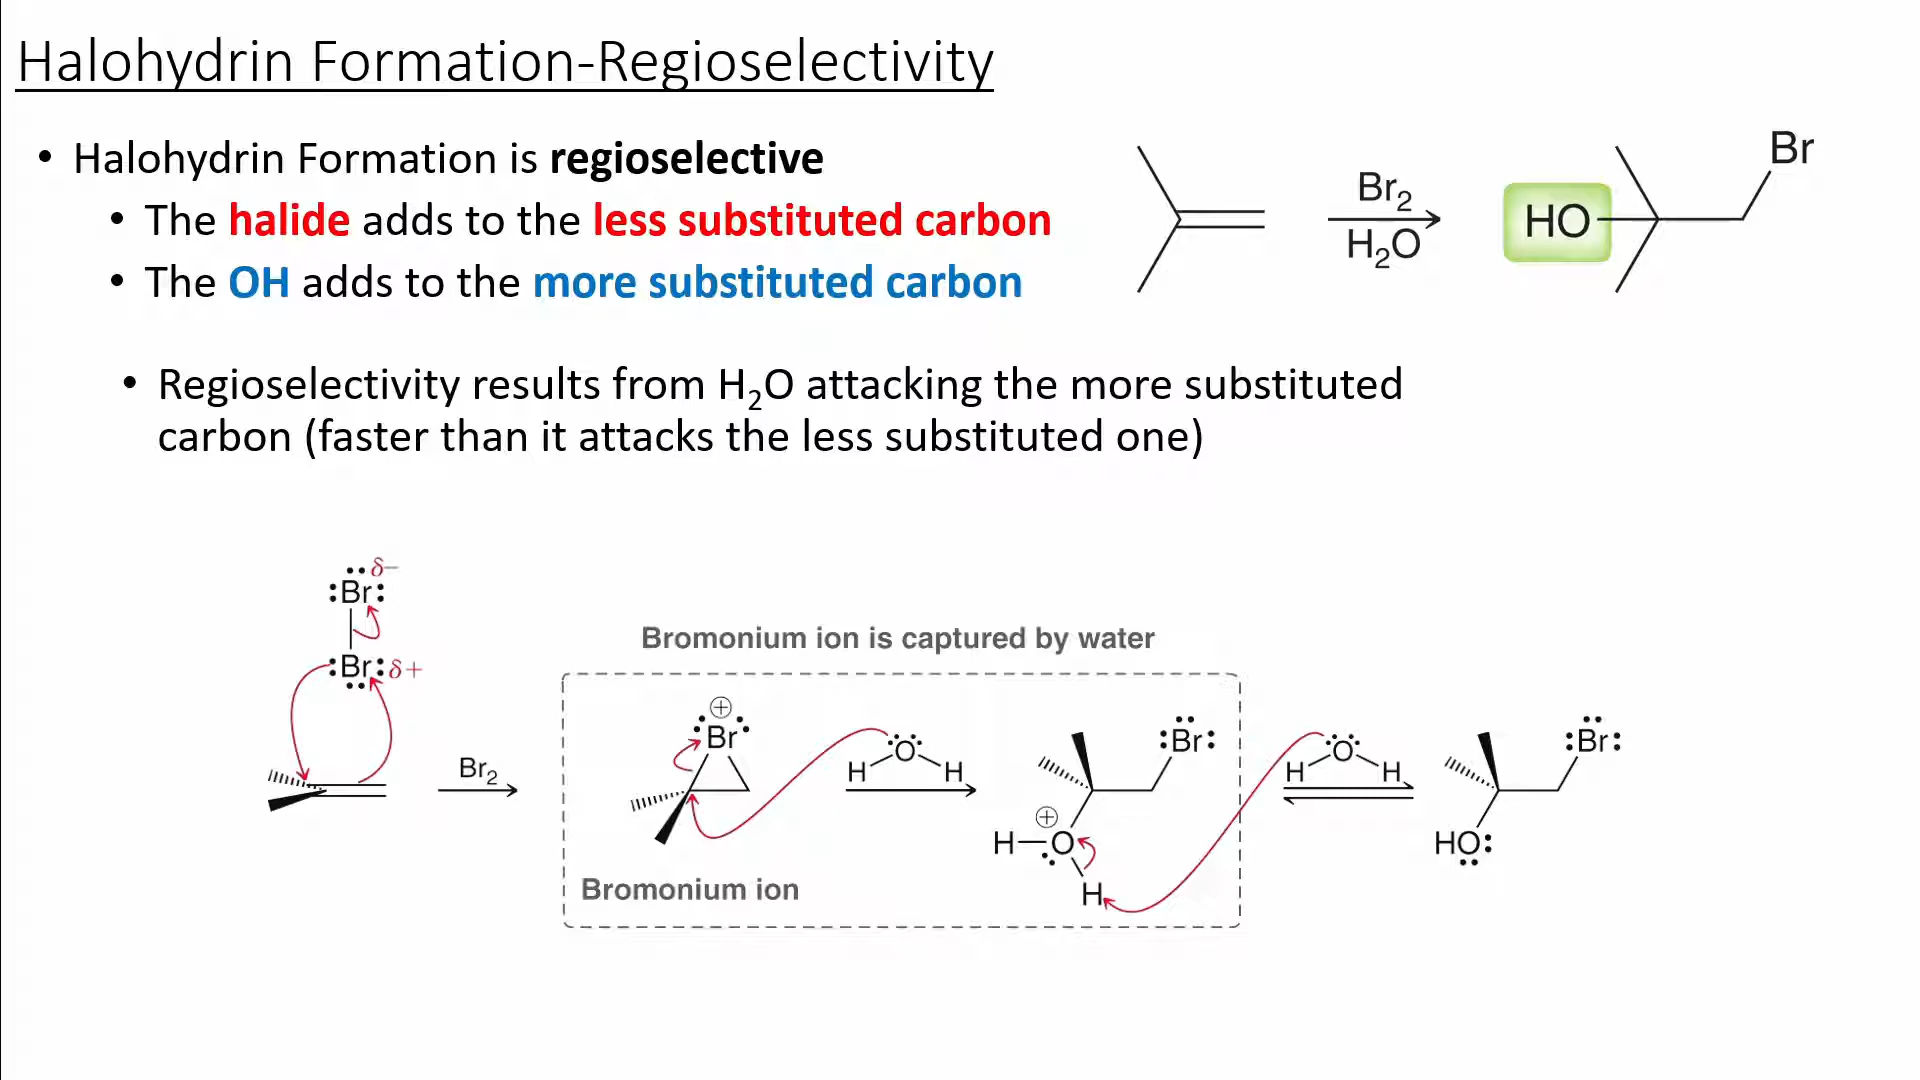 Halohydrin Formation-Regioselectivity
• Halohydrin Formation is regioselective
• The halide adds to the less substituted carbon
• The OH adds to the more substituted carbon
Br₂
H₂O
HO
Br
• Regioselectivity results from H₂O attacking the more substituted
carbon (faster than it attacks the less substituted one)
:Br: δ−
:Br: δ+
Br₂
Bromonium ion is captured by water
⊕
Br
Bromonium ion
H O H
:Br:
⊕
H—O
H
H O H
:Br:
HO: